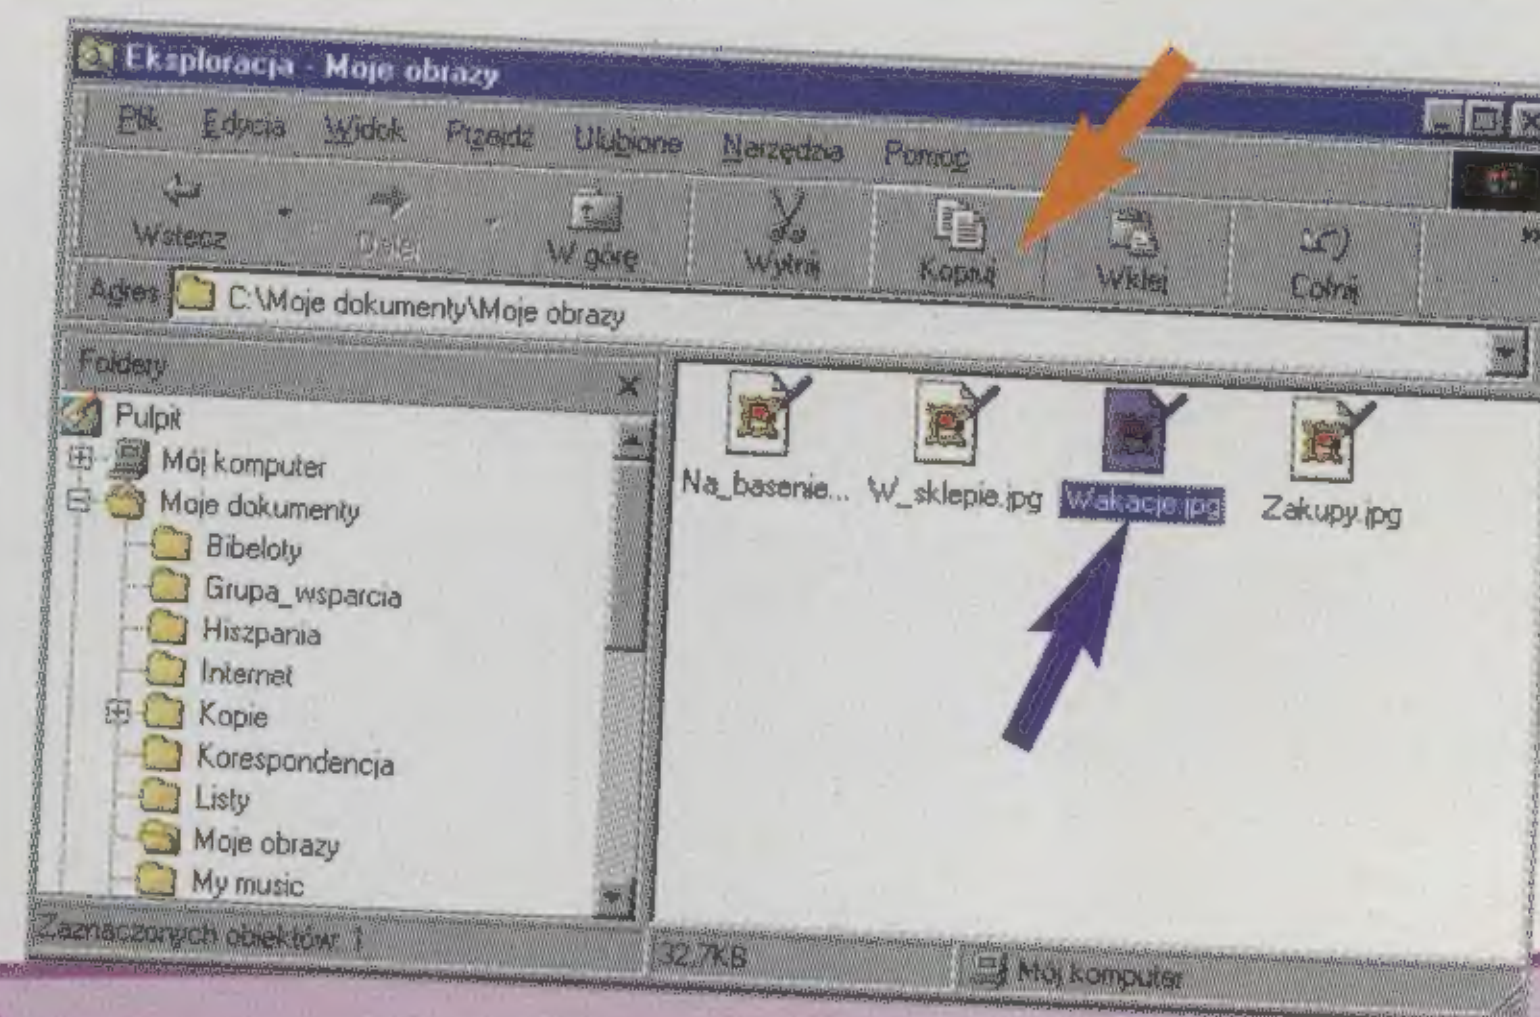 Eksploracja - Moje obrazy
Plik Edycja Widok Przejdź Ulubione Narzędzia Pomoc
Wstecz Dalej W górę Wytnij Kopiuj Wklej Cofnij
Adres C:\Moje dokumenty\Moje obrazy
Foldery
Pulpit
Mój komputer
Moje dokumenty
Bibeloty
Grupa_wsparcia
Hiszpania
Internet
Kopie
Korespondencja
Listy
Moje obrazy
My music
Na_basenie... W_sklepie.jpg Wakacje.jpg Zakupy.jpg
Zaznaczonych obiektów: 1 32,7KB Mój komputer